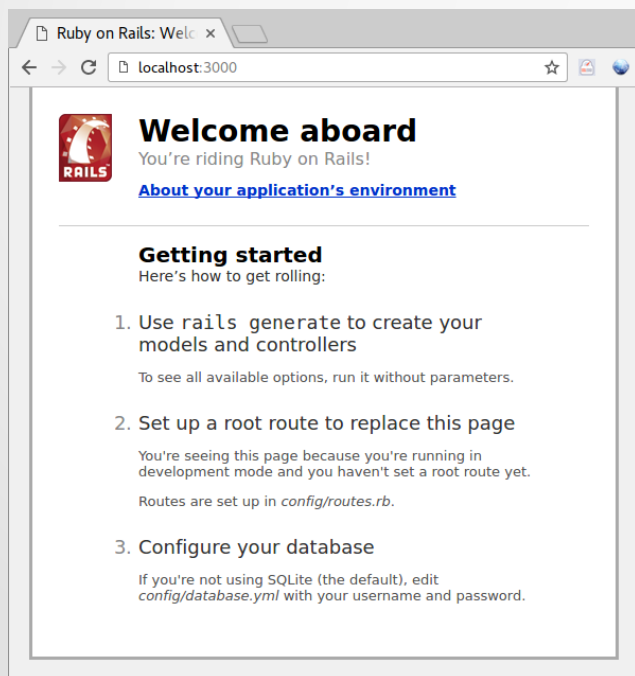 Ruby on Rails: Welc
localhost:3000
RAILS
Welcome aboard
You’re riding Ruby on Rails!
About your application’s environment
Getting started
Here’s how to get rolling:
1. Use rails generate to create your
models and controllers
To see all available options, run it without parameters.
2. Set up a root route to replace this page
You're seeing this page because you're running in
development mode and you haven't set a root route yet.
Routes are set up in config/routes.rb.
3. Configure your database
If you're not using SQLite (the default), edit
config/database.yml with your username and password.